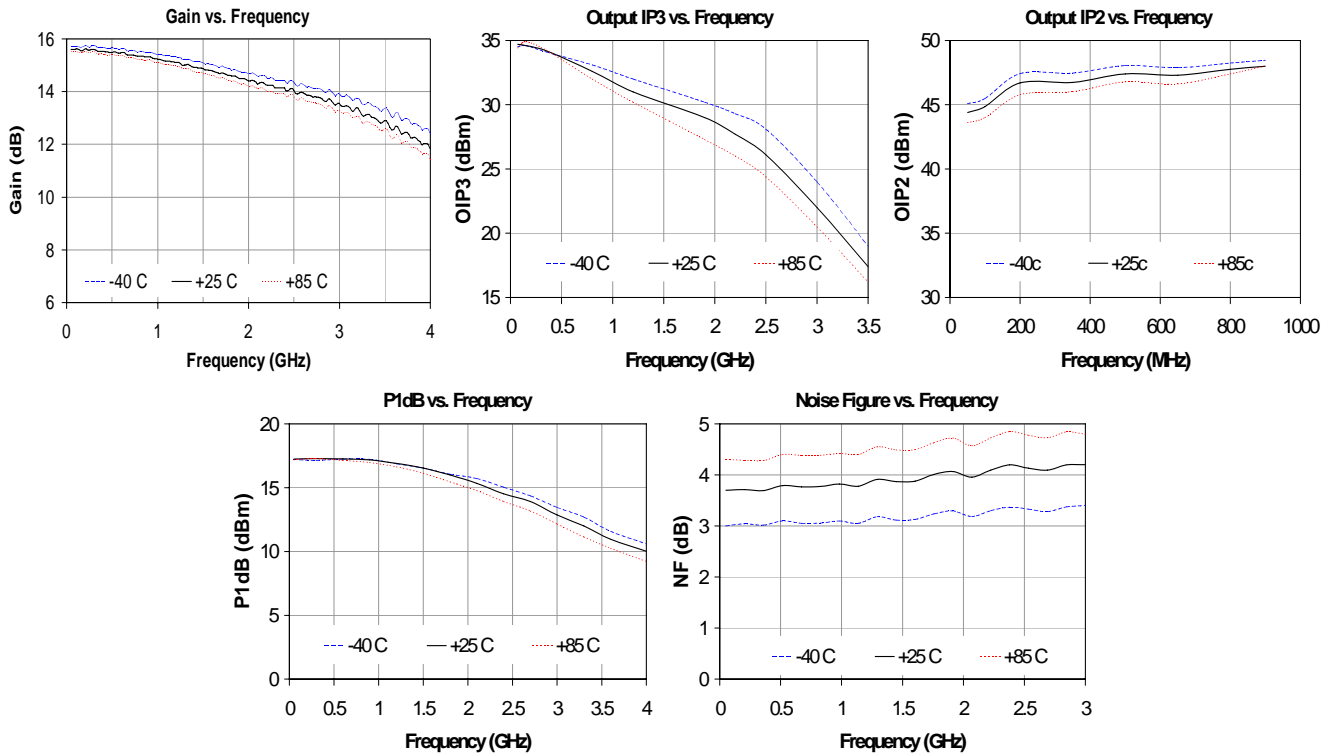 Gain vs. Frequency
16
14
12
10
8
6
Gain (dB)
-40 C +25 C +85 C
0 1 2 3 4
Frequency (GHz)
Output IP3 vs. Frequency
35
30
25
20
15
OIP3 (dBm)
-40 C +25 C +85 C
0 0.5 1 1.5 2 2.5 3 3.5
Frequency (GHz)
Output IP2 vs. Frequency
50
45
40
35
30
OIP2 (dBm)
-40c +25c +85c
0 200 400 600 800 1000
Frequency (MHz)
P1dB vs. Frequency
20
15
10
5
0
P1dB (dBm)
-40 C +25 C +85 C
0 0.5 1 1.5 2 2.5 3 3.5 4
Frequency (GHz)
Noise Figure vs. Frequency
5
4
3
2
1
0
NF (dB)
-40 C +25 C +85 C
0 0.5 1 1.5 2 2.5 3
Frequency (GHz)